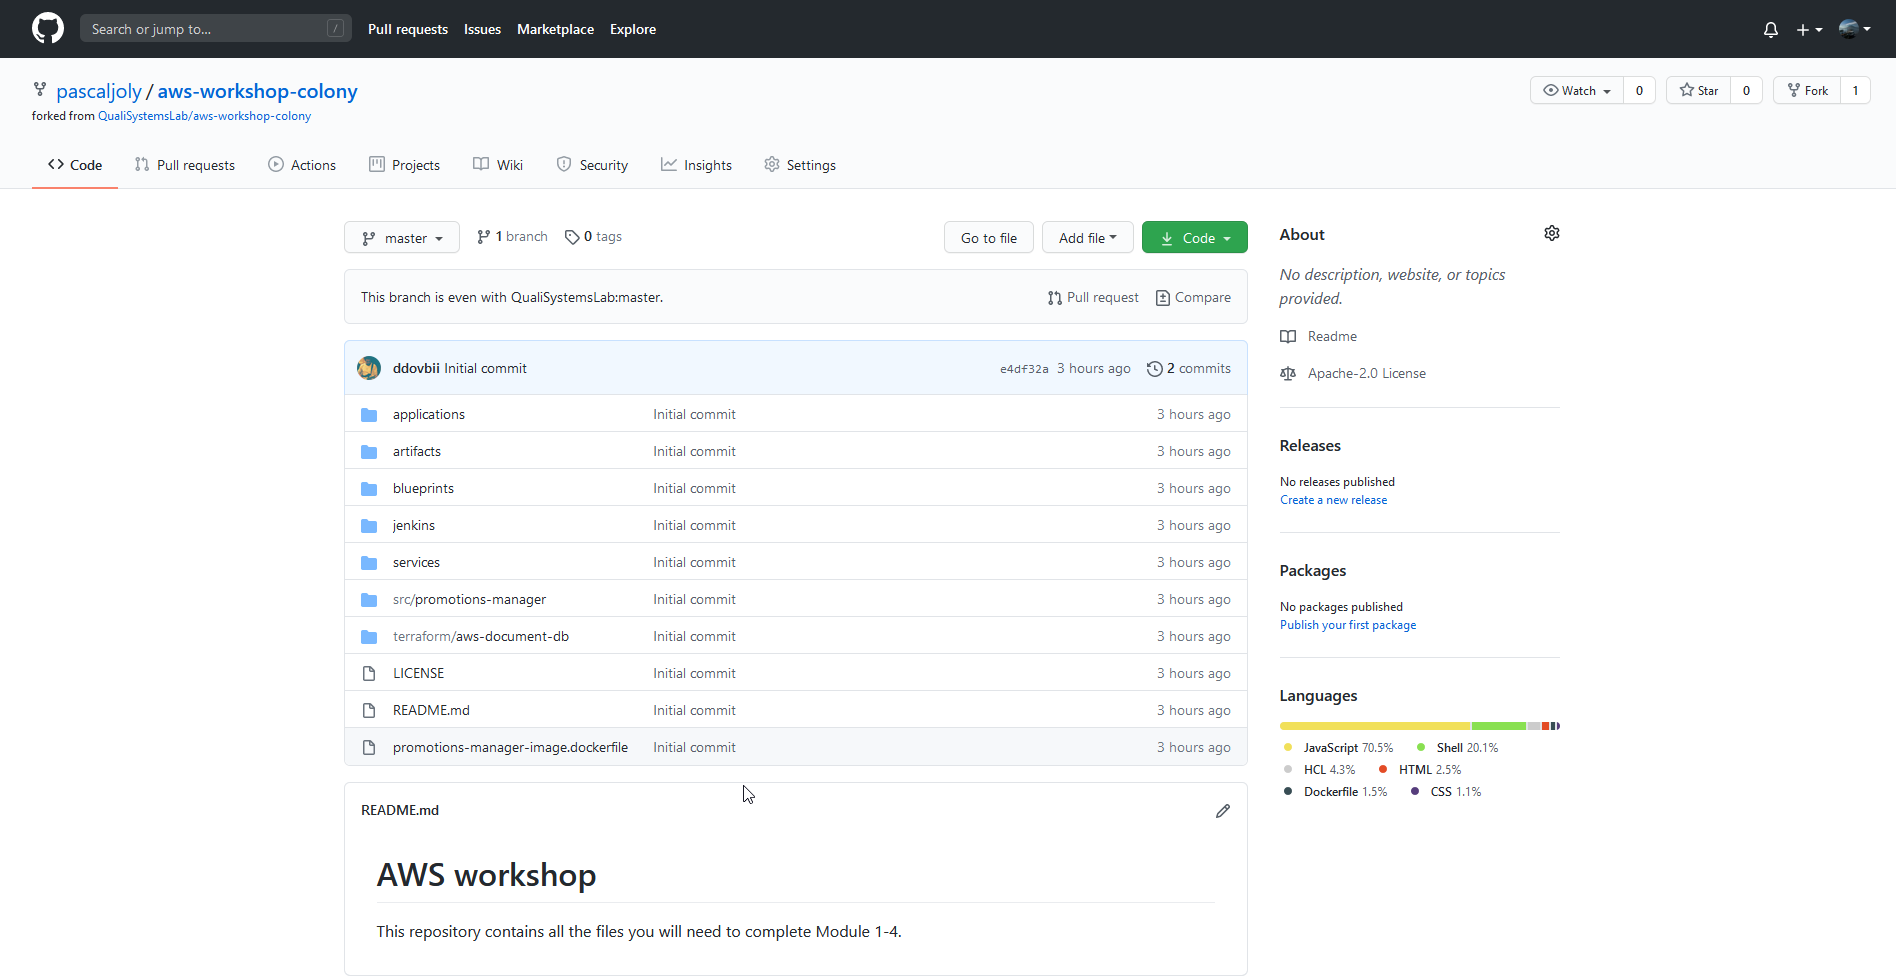 Search or jump to... / Pull requests Issues Marketplace Explore
pascaljoly / aws-workshop-colony Watch 0 Star 0 Fork 1
forked from QualiSystemsLab/aws-workshop-colony
Code Pull requests Actions Projects Wiki Security Insights Settings
master 1 branch 0 tags Go to file Add file Code
This branch is even with QualiSystemsLab:master. Pull request Compare
ddovbii Initial commit e4df32a 3 hours ago 2 commits
applications Initial commit 3 hours ago
artifacts Initial commit 3 hours ago
blueprints Initial commit 3 hours ago
jenkins Initial commit 3 hours ago
services Initial commit 3 hours ago
src/promotions-manager Initial commit 3 hours ago
terraform/aws-document-db Initial commit 3 hours ago
LICENSE Initial commit 3 hours ago
README.md Initial commit 3 hours ago
promotions-manager-image.dockerfile Initial commit 3 hours ago
README.md
AWS workshop
This repository contains all the files you will need to complete Module 1-4.
About
No description, website, or topics
provided.
Readme
Apache-2.0 License
Releases
No releases published
Create a new release
Packages
No packages published
Publish your first package
Languages
JavaScript 70.5% Shell 20.1%
HCL 4.3% HTML 2.5%
Dockerfile 1.5% CSS 1.1%